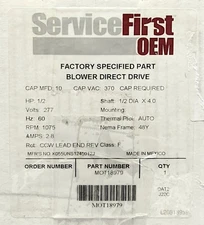 ServiceFirst
OEM
FACTORY SPECIFIED PART
BLOWER DIRECT DRIVE
CAP MFD: 10 CAP VAC: 370 CAP REQUIRED
HP: 1/2 Shaft: 1/2 DIA X 4.0
Volts: 277 Mounting:
Hz: 60 Thermal Plox: AUTO
RPM: 1075 Nema Frame: 48Y
AMPS: 2.8
Rot: CCW LEAD END REV Class: F
MFRS:
MADE IN MEXICO
ORDER NUMBER PART NUMBER QTY
MOT18979 1
MOT18979